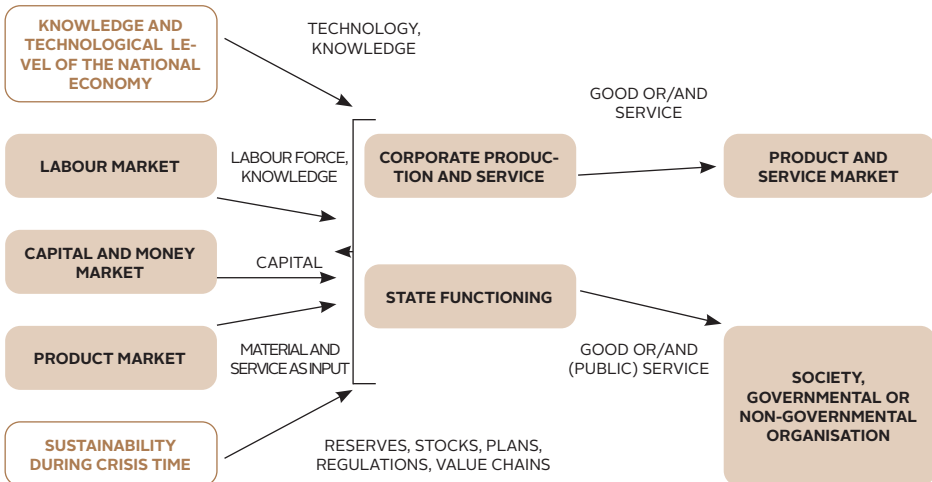 KNOWLEDGE AND
TECHNOLOGICAL LE-
VEL OF THE NATIONAL
ECONOMY
TECHNOLOGY,
KNOWLEDGE
GOOD OR/AND
SERVICE
LABOUR MARKET
LABOUR FORCE,
KNOWLEDGE
CORPORATE PRODUC-
TION AND SERVICE
PRODUCT AND
SERVICE MARKET
CAPITAL AND MONEY
MARKET
CAPITAL
STATE FUNCTIONING
PRODUCT MARKET
MATERIAL AND
SERVICE AS INPUT
GOOD OR/AND
(PUBLIC) SERVICE
SOCIETY,
GOVERNMENTAL OR
NON-GOVERNMENTAL
ORGANISATION
SUSTAINABILITY
DURING CRISIS TIME
RESERVES, STOCKS, PLANS,
REGULATIONS, VALUE CHAINS